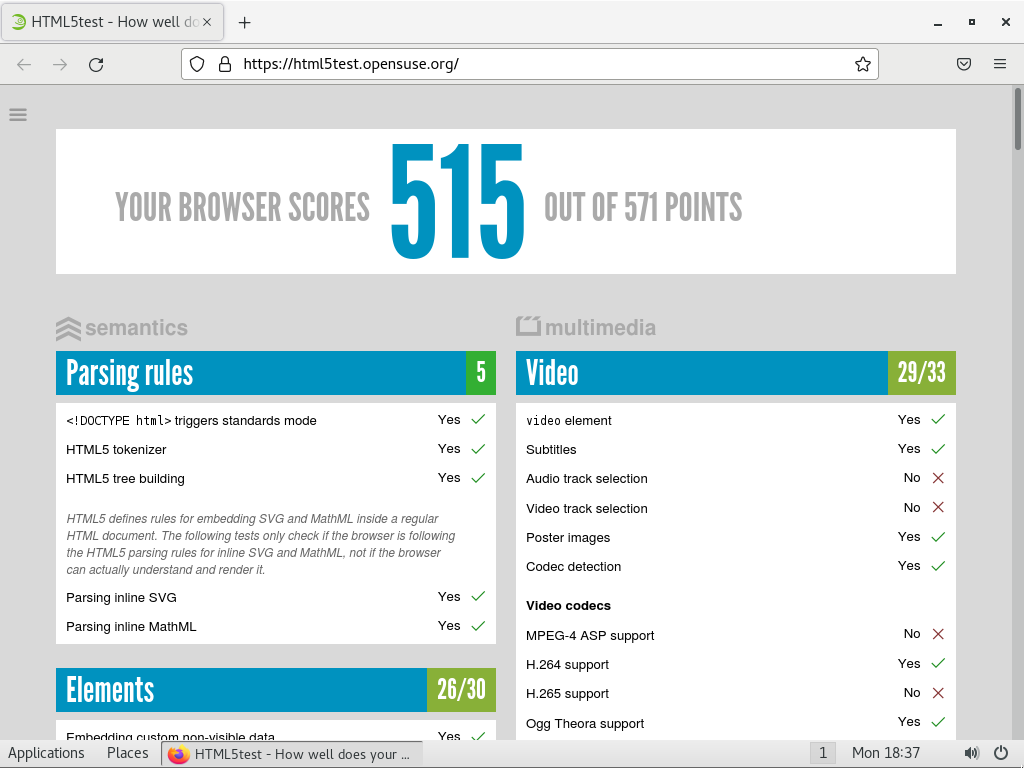 HTML5test - How well do
https://html5test.opensuse.org/
YOUR BROWSER SCORES 515 OUT OF 571 POINTS
semantics
Parsing rules 5
<!DOCTYPE html> triggers standards mode Yes
HTML5 tokenizer Yes
HTML5 tree building Yes
HTML5 defines rules for embedding SVG and MathML inside a regular
HTML document. The following tests only check if the browser is following
the HTML5 parsing rules for inline SVG and MathML, not if the browser
can actually understand and render it.
Parsing inline SVG Yes
Parsing inline MathML Yes
Elements 26/30
Embedding custom non-visible data Yes
multimedia
Video 29/33
video element Yes
Subtitles Yes
Audio track selection No
Video track selection No
Poster images Yes
Codec detection Yes
Video codecs
MPEG-4 ASP support No
H.264 support Yes
H.265 support No
Ogg Theora support Yes
Applications Places HTML5test - How well does your ... 1 Mon 18:37